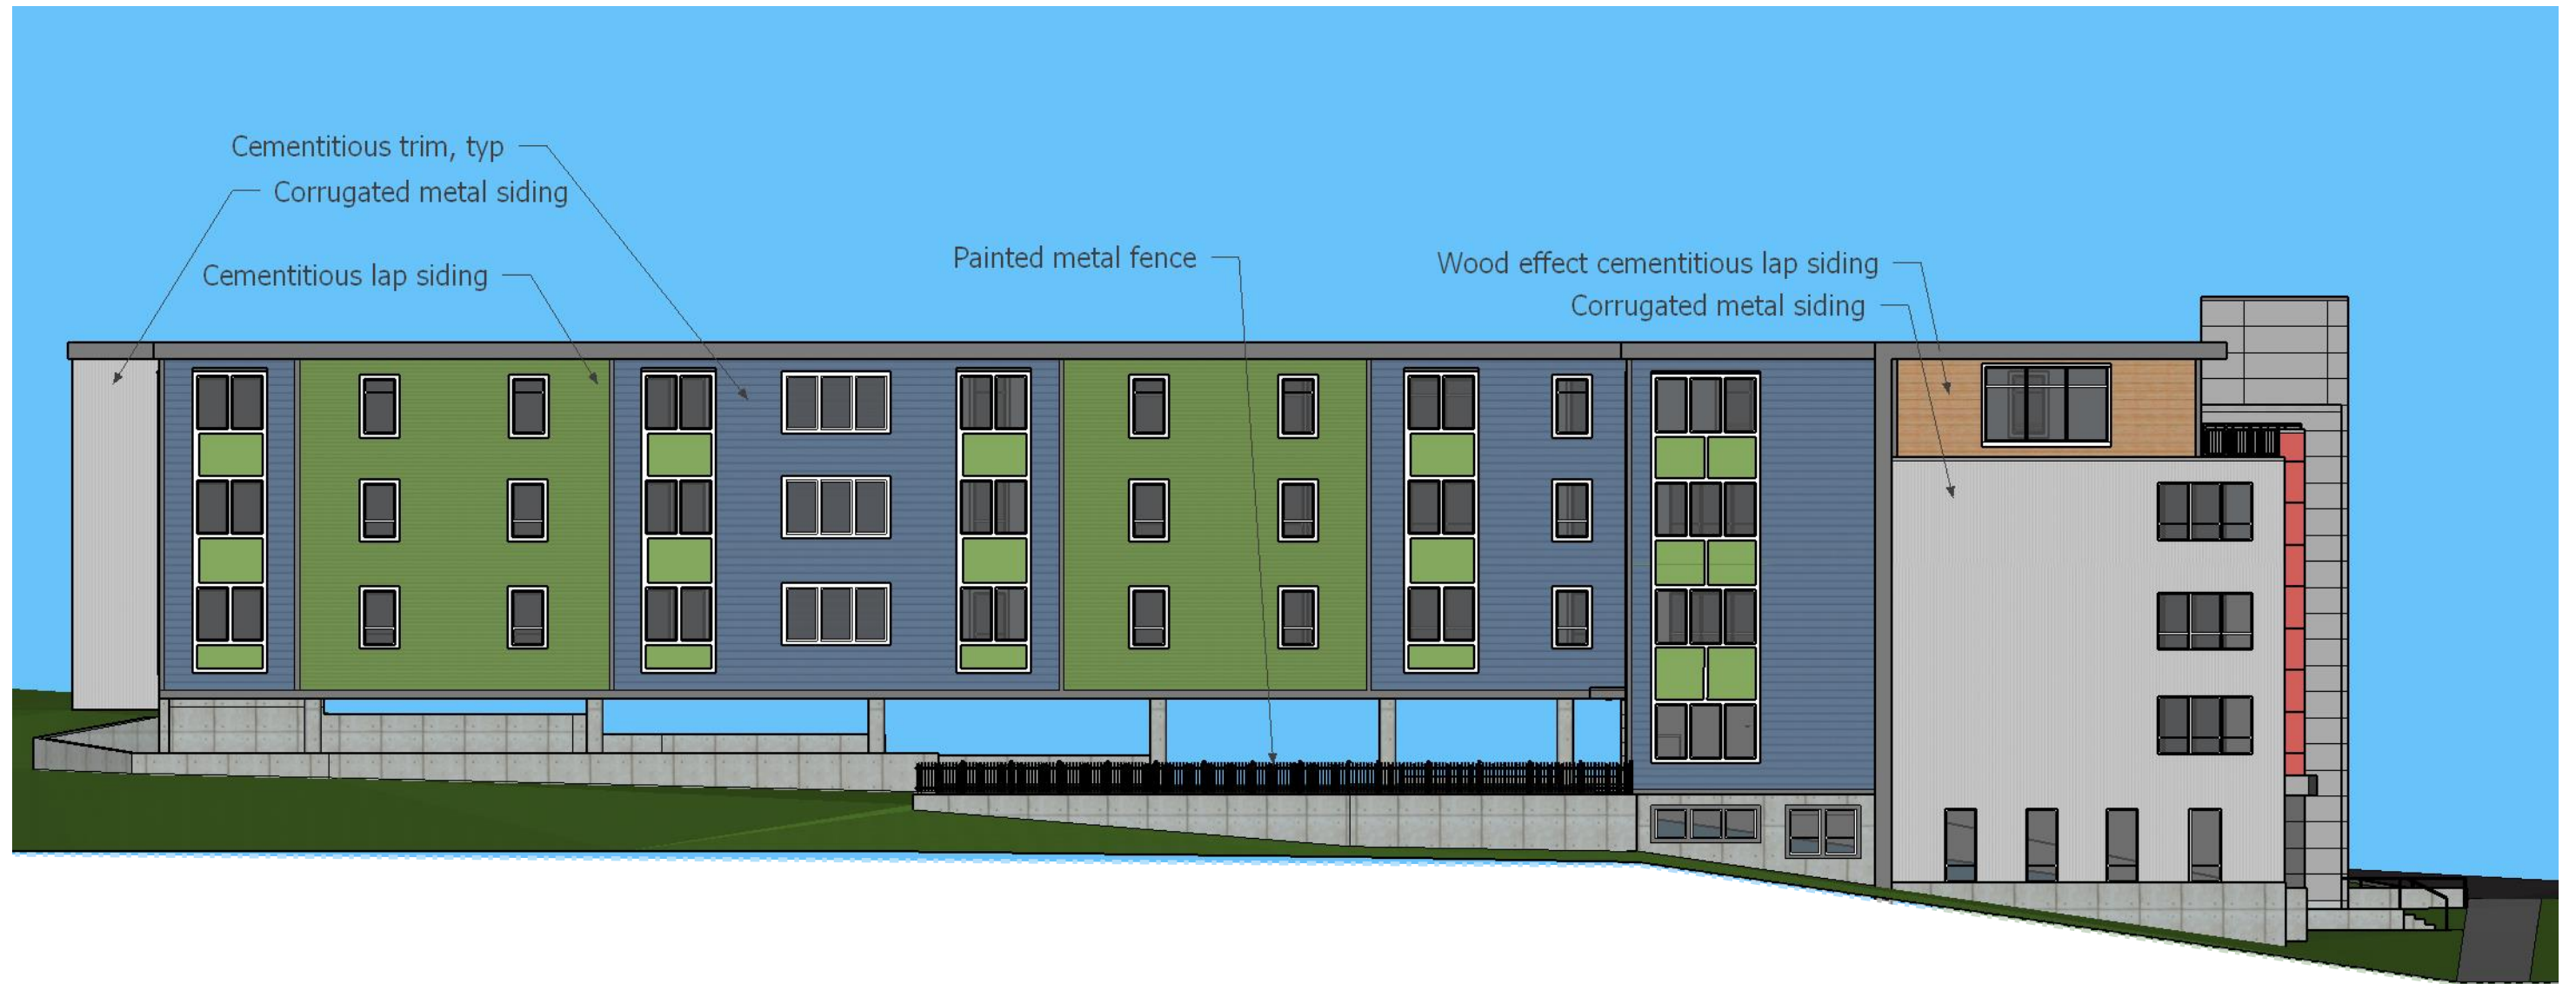 Cementitious trim, typ
Corrugated metal siding
Cementitious lap siding
Painted metal fence
Wood effect cementitious lap siding
Corrugated metal siding